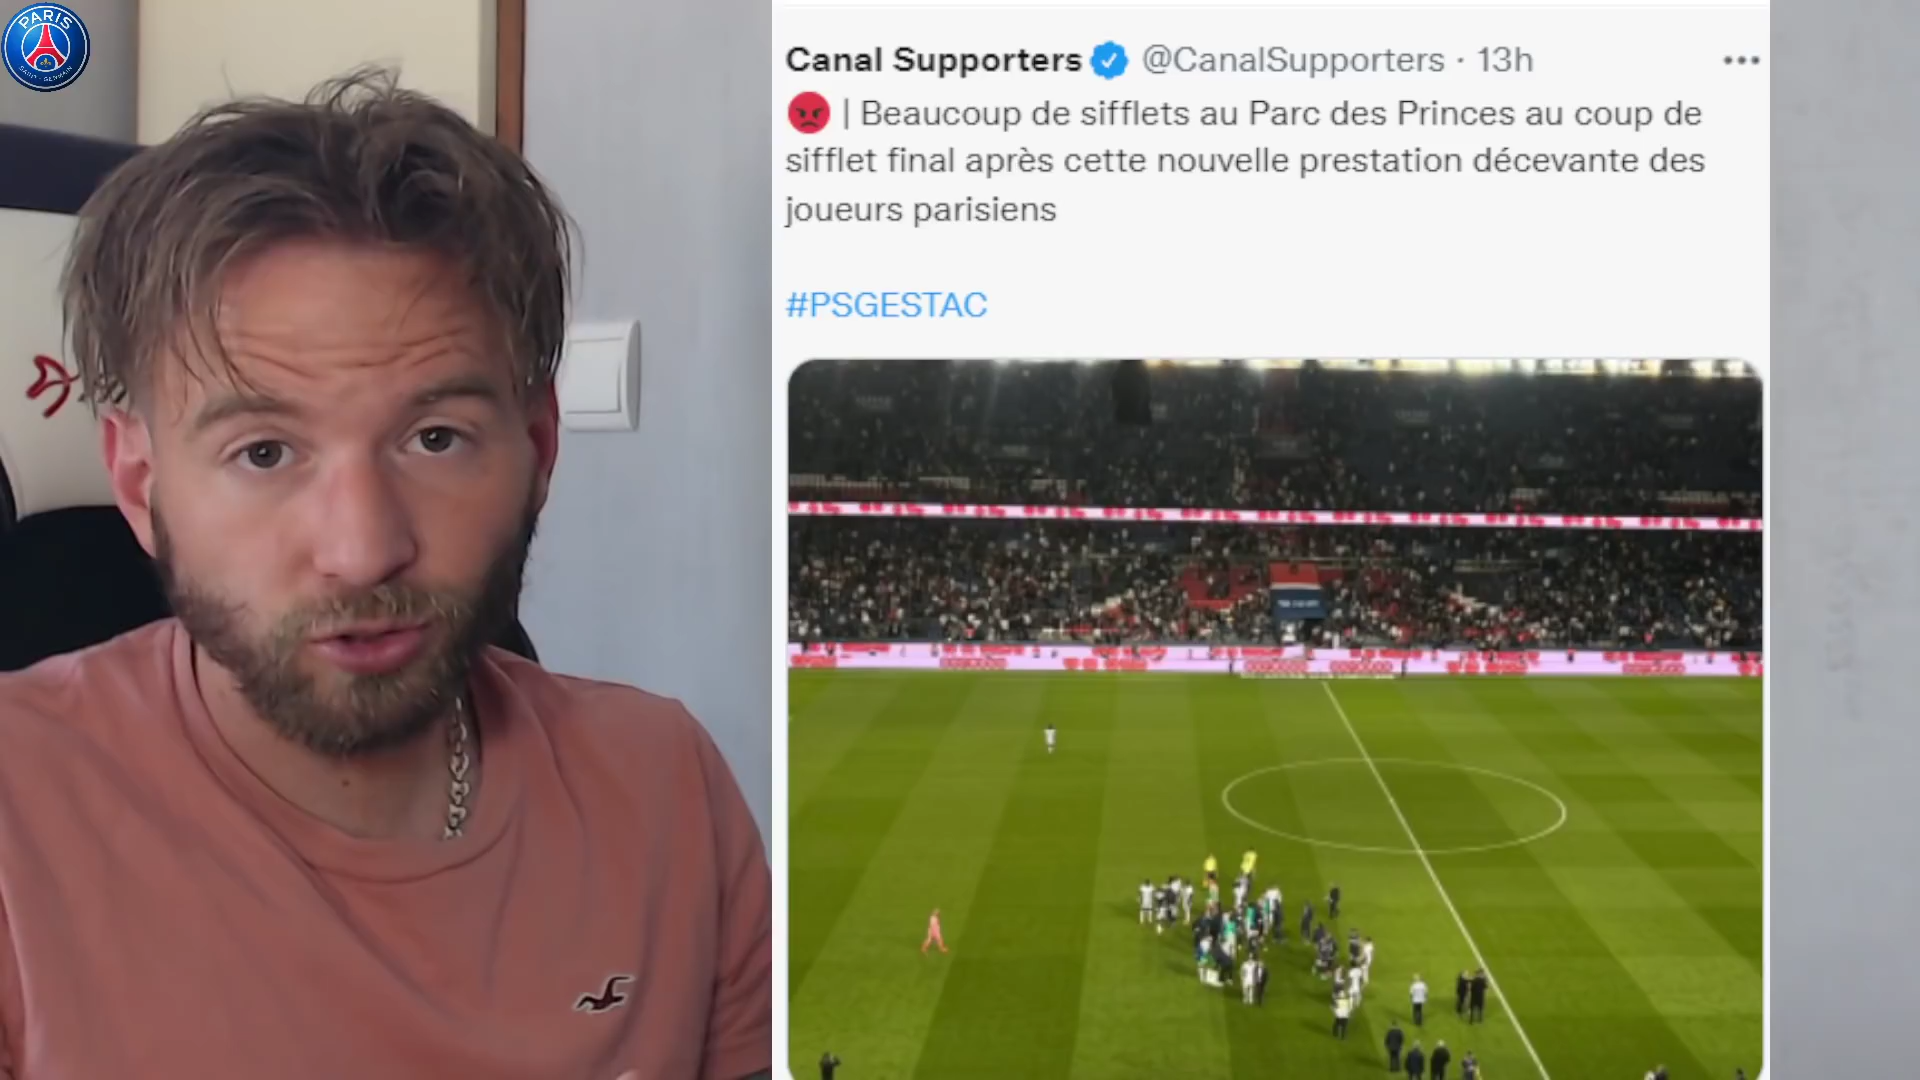 PARIS
SAINT-GERMAIN
Canal Supporters @CanalSupporters · 13h
😡 | Beaucoup de sifflets au Parc des Princes au coup de
sifflet final après cette nouvelle prestation décevante des
joueurs parisiens
#PSGESTAC